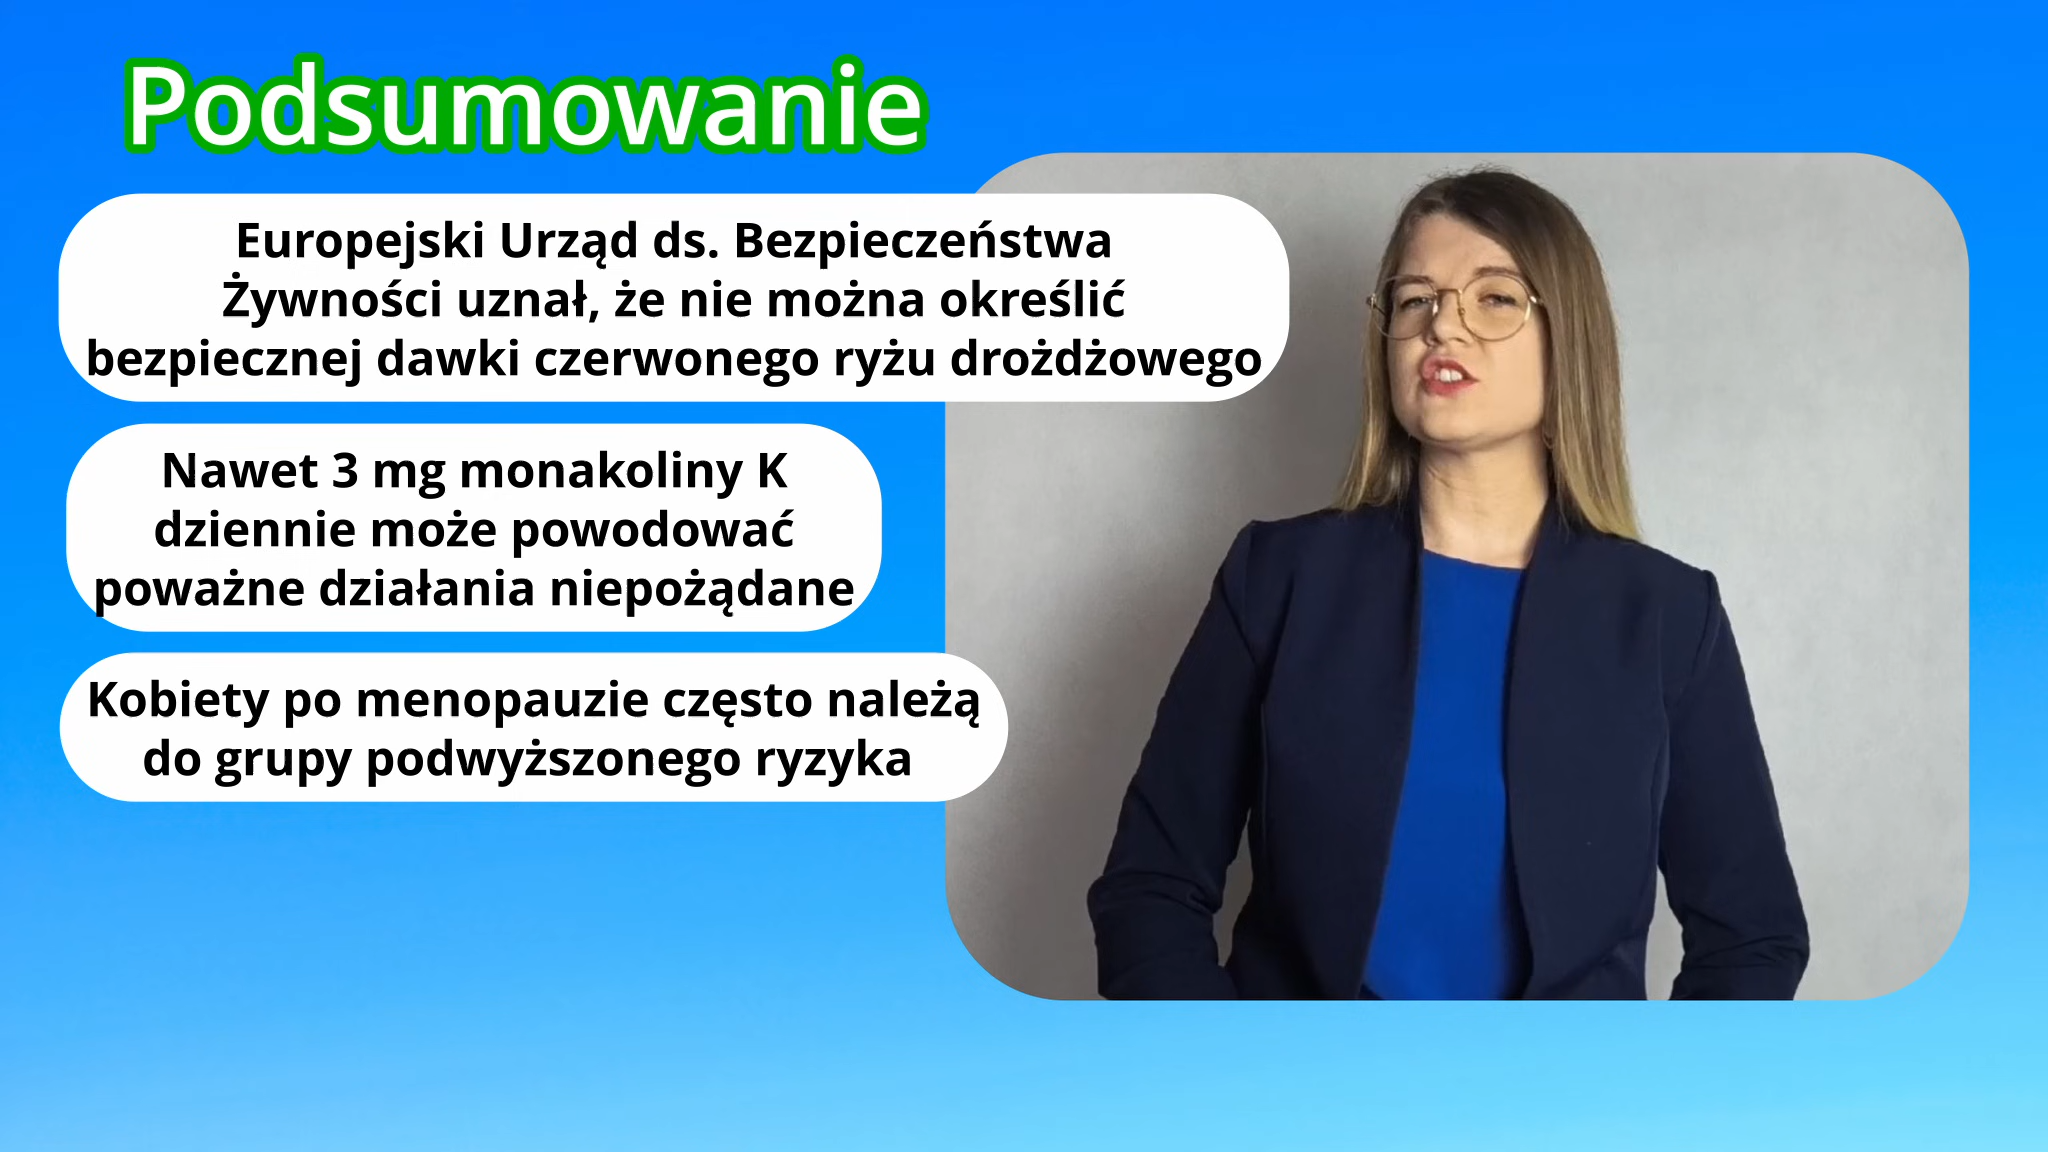 Podsumowanie
Europejski Urząd ds. Bezpieczeństwa
Żywności uznał, że nie można określić
bezpiecznej dawki czerwonego ryżu drożdżowego
Nawet 3 mg monakoliny K
dziennie może powodować
poważne działania niepożądane
Kobiety po menopauzie często należą
do grupy podwyższonego ryzyka